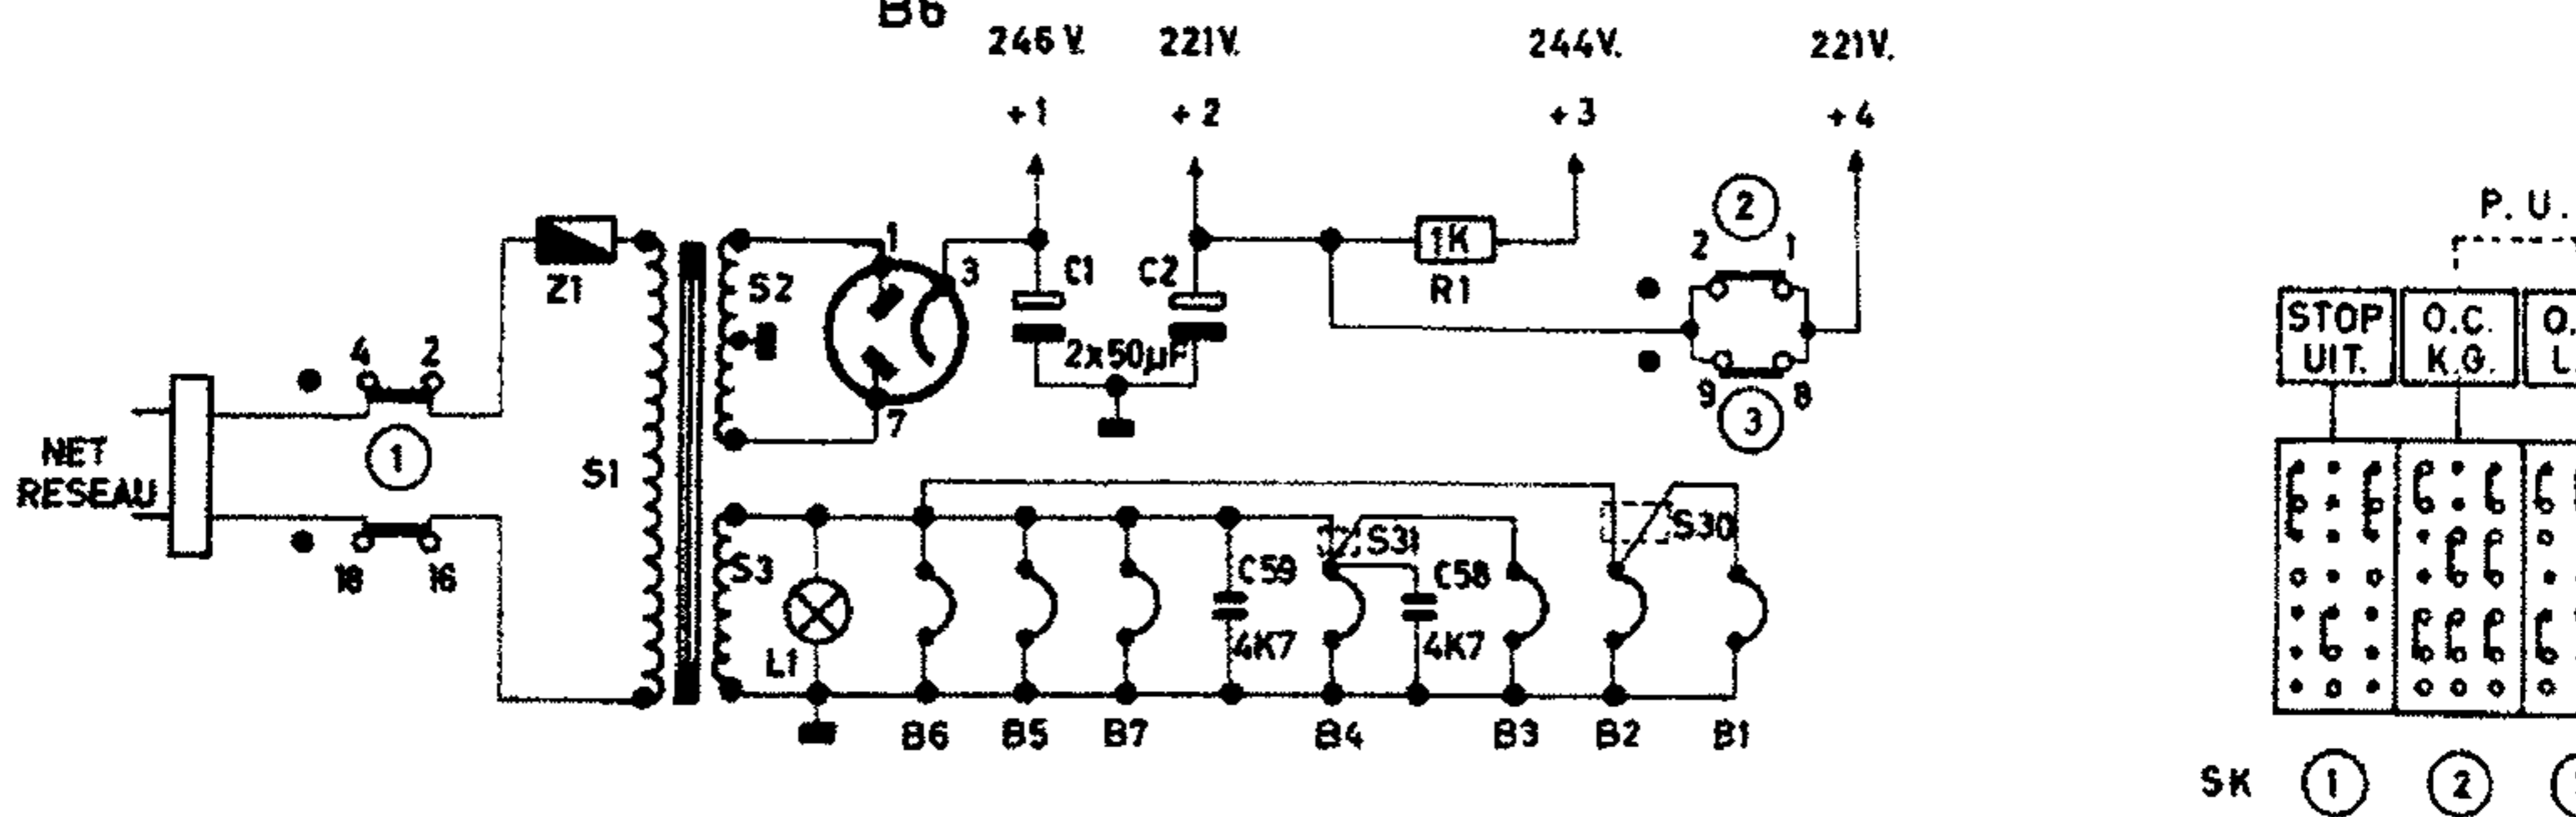 B6
246 V. 221V. 244V. 221V.
+1 +2 +3 +4
2
P. U.
2 1
1
3
C1 C2
1K
Z1
S2
R1
STOP
UIT.
O.C.
K.G.
O.
L.
4 2
2x50µF
9 8
3
7
NET
RESEAU
1
S1
S31
S30
S3
C59
C58
18 16
4K7
4K7
L1
B6 B5 B7 B4 B3 B2 B1
SK 1 2